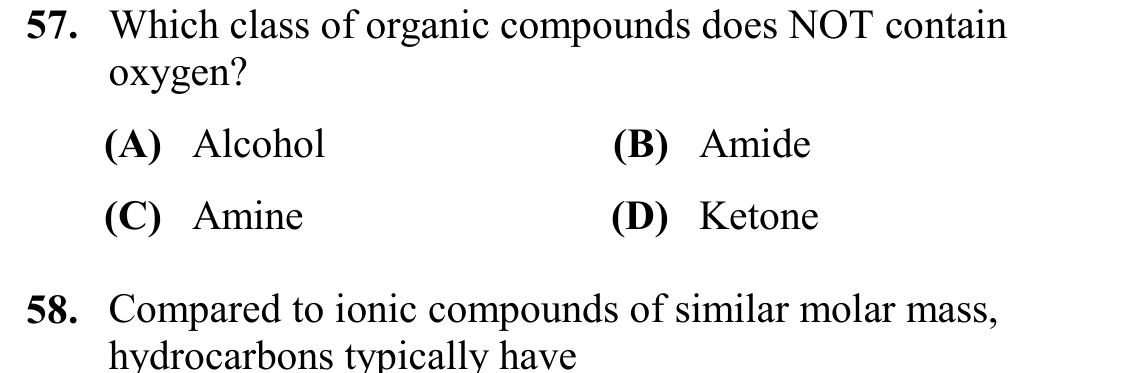 57. Which class of organic compounds does NOT contain
oxygen?
(A) Alcohol (B) Amide
(C) Amine (D) Ketone
58. Compared to ionic compounds of similar molar mass,
hydrocarbons typically have